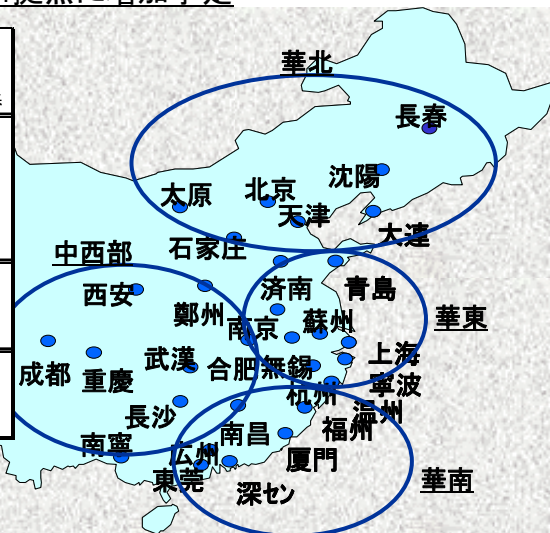 華北
長春
沈陽
太原
北京
天津
大連
石家庄
中西部
西安
済南
青島
鄭州
南京
蘇州
華東
成都
重慶
武漢
合肥
無錫
上海
寧波
杭州
温州
長沙
南昌
福州
南寧
広州
厦門
東莞
深セン
華南